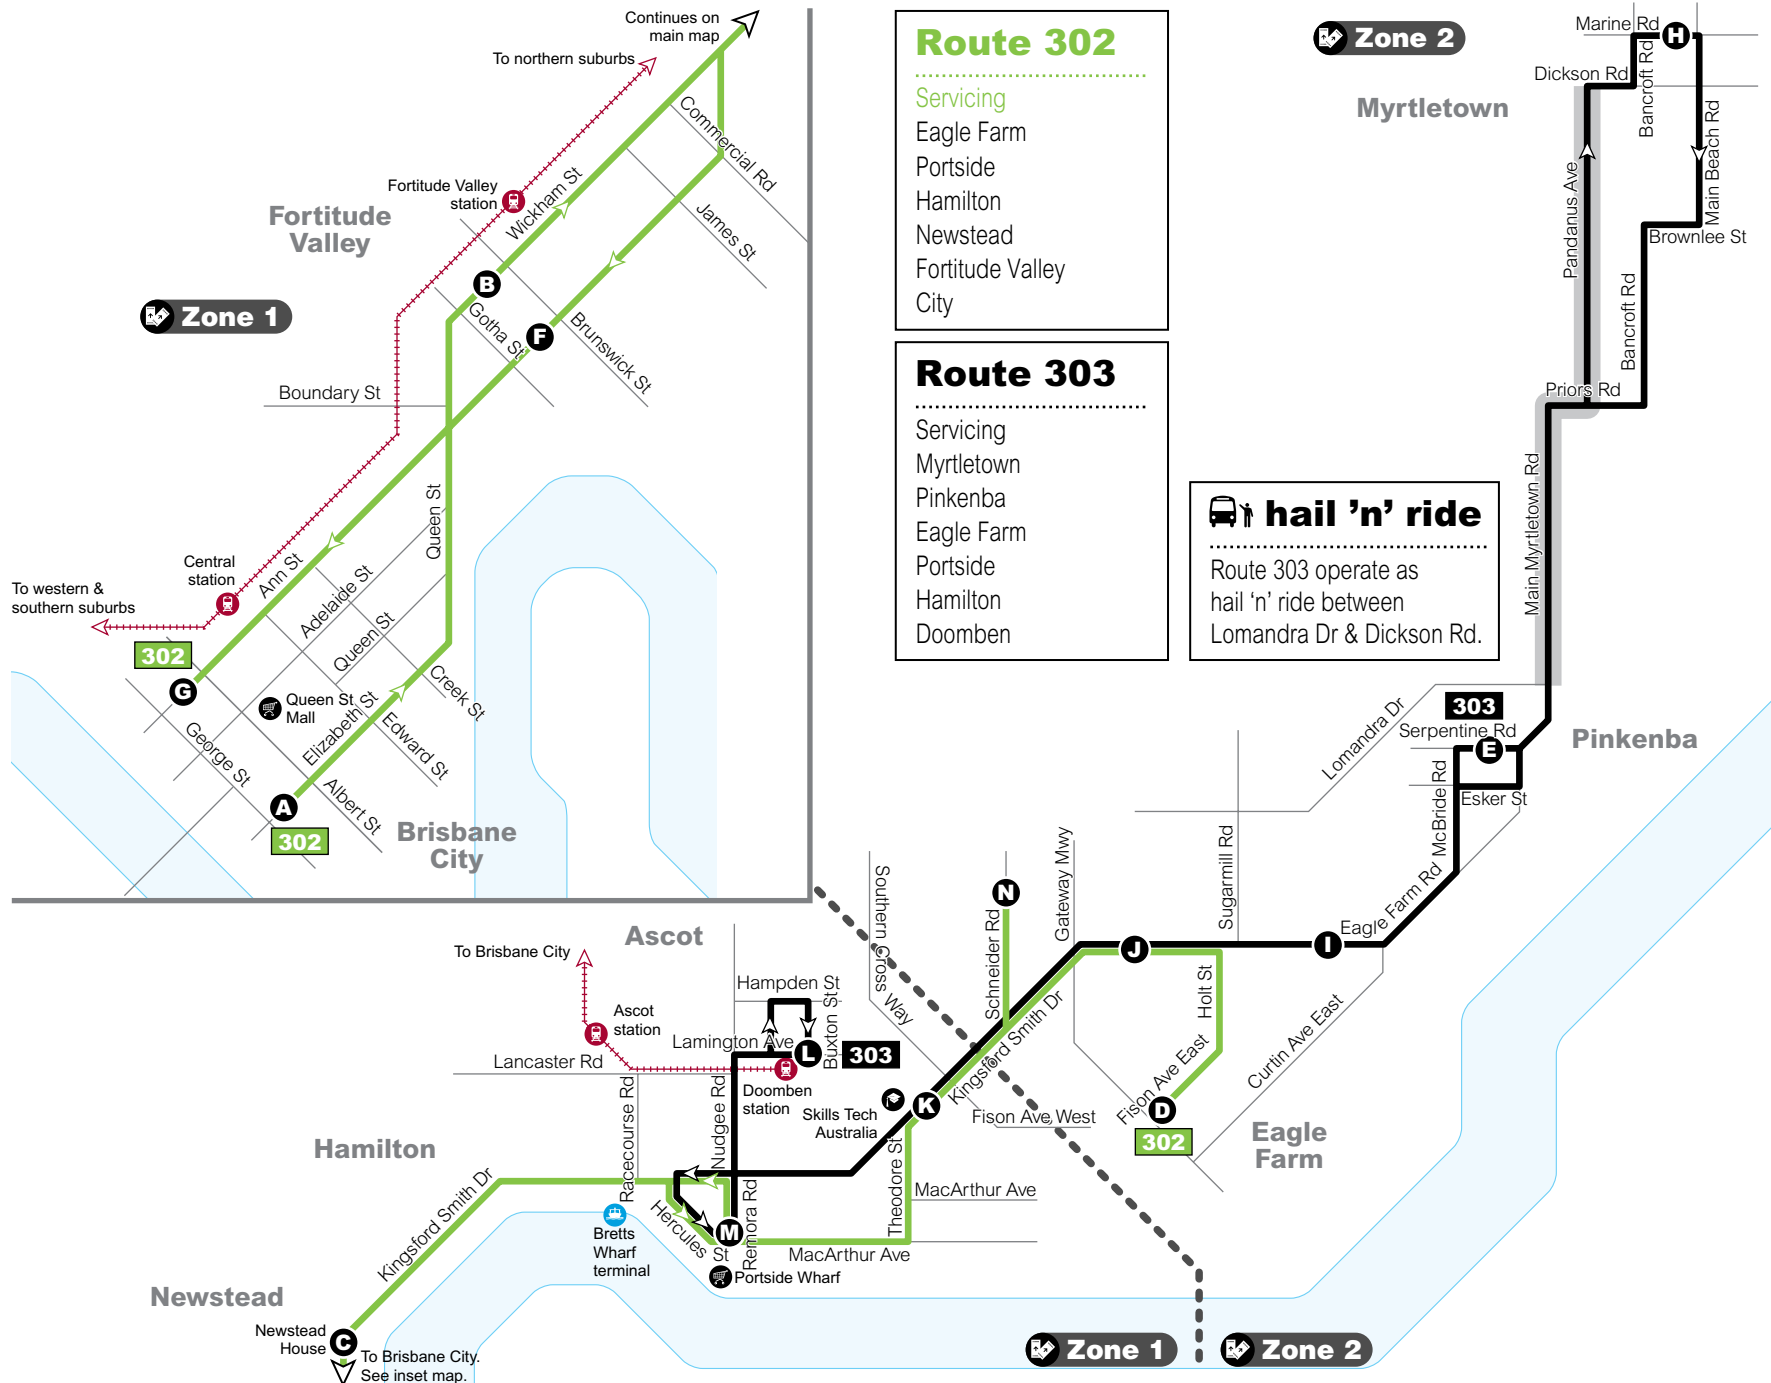 Continues on
main map
To northern suburbs
Commercial Rd
Fortitude Valley
station
Wickham St
James St
Fortitude
Valley
B
Gotha St
F
Brunswick St
Zone 1
Boundary St
Queen St
Central
station
Ann St
Adelaide St
Queen St
To western &
southern suburbs
302
G
Queen St
Mall
Elizabeth St
Creek St
Edward St
George St
Albert St
A
302
Brisbane
City
Route 302
Servicing
Eagle Farm
Portside
Hamilton
Newstead
Fortitude Valley
City
Route 303
Servicing
Myrtletown
Pinkenba
Eagle Farm
Portside
Hamilton
Doomben
hail ’n’ ride
Route 303 operate as
hail ‘n’ ride between
Lomandra Dr & Dickson Rd.
Zone 2
Marine Rd
H
Dickson Rd
Bancroft Rd
Myrtletown
Main Beach Rd
Pandanus Ave
Brownlee St
Bancroft Rd
Priors Rd
Main Myrtletown Rd
Lomandra Dr
303
Serpentine Rd
E
Pinkenba
McBride Rd
Esker St
Eagle Farm Rd
Sugarmill Rd
Gateway Mwy
Southern Cross Way
N
Schneider Rd
J
I
Holt St
Kingsford Smith Dr
Curtin Ave East
Fison Ave East
D
302
Eagle
Farm
Fison Ave West
Ascot
To Brisbane City
Hampden St
Ascot
station
Buxton St
Lamington Ave
L
303
Lancaster Rd
Doomben
station
Racecourse Rd
Nudgee Rd
Skills Tech
Australia
K
Hamilton
Theodore St
MacArthur Ave
Kingsford Smith Dr
Hercules St
M
Remora Rd
MacArthur Ave
Bretts
Wharf
terminal
Portside Wharf
Newstead
Newstead
House
C
To Brisbane City.
See inset map.
Zone 1
Zone 2